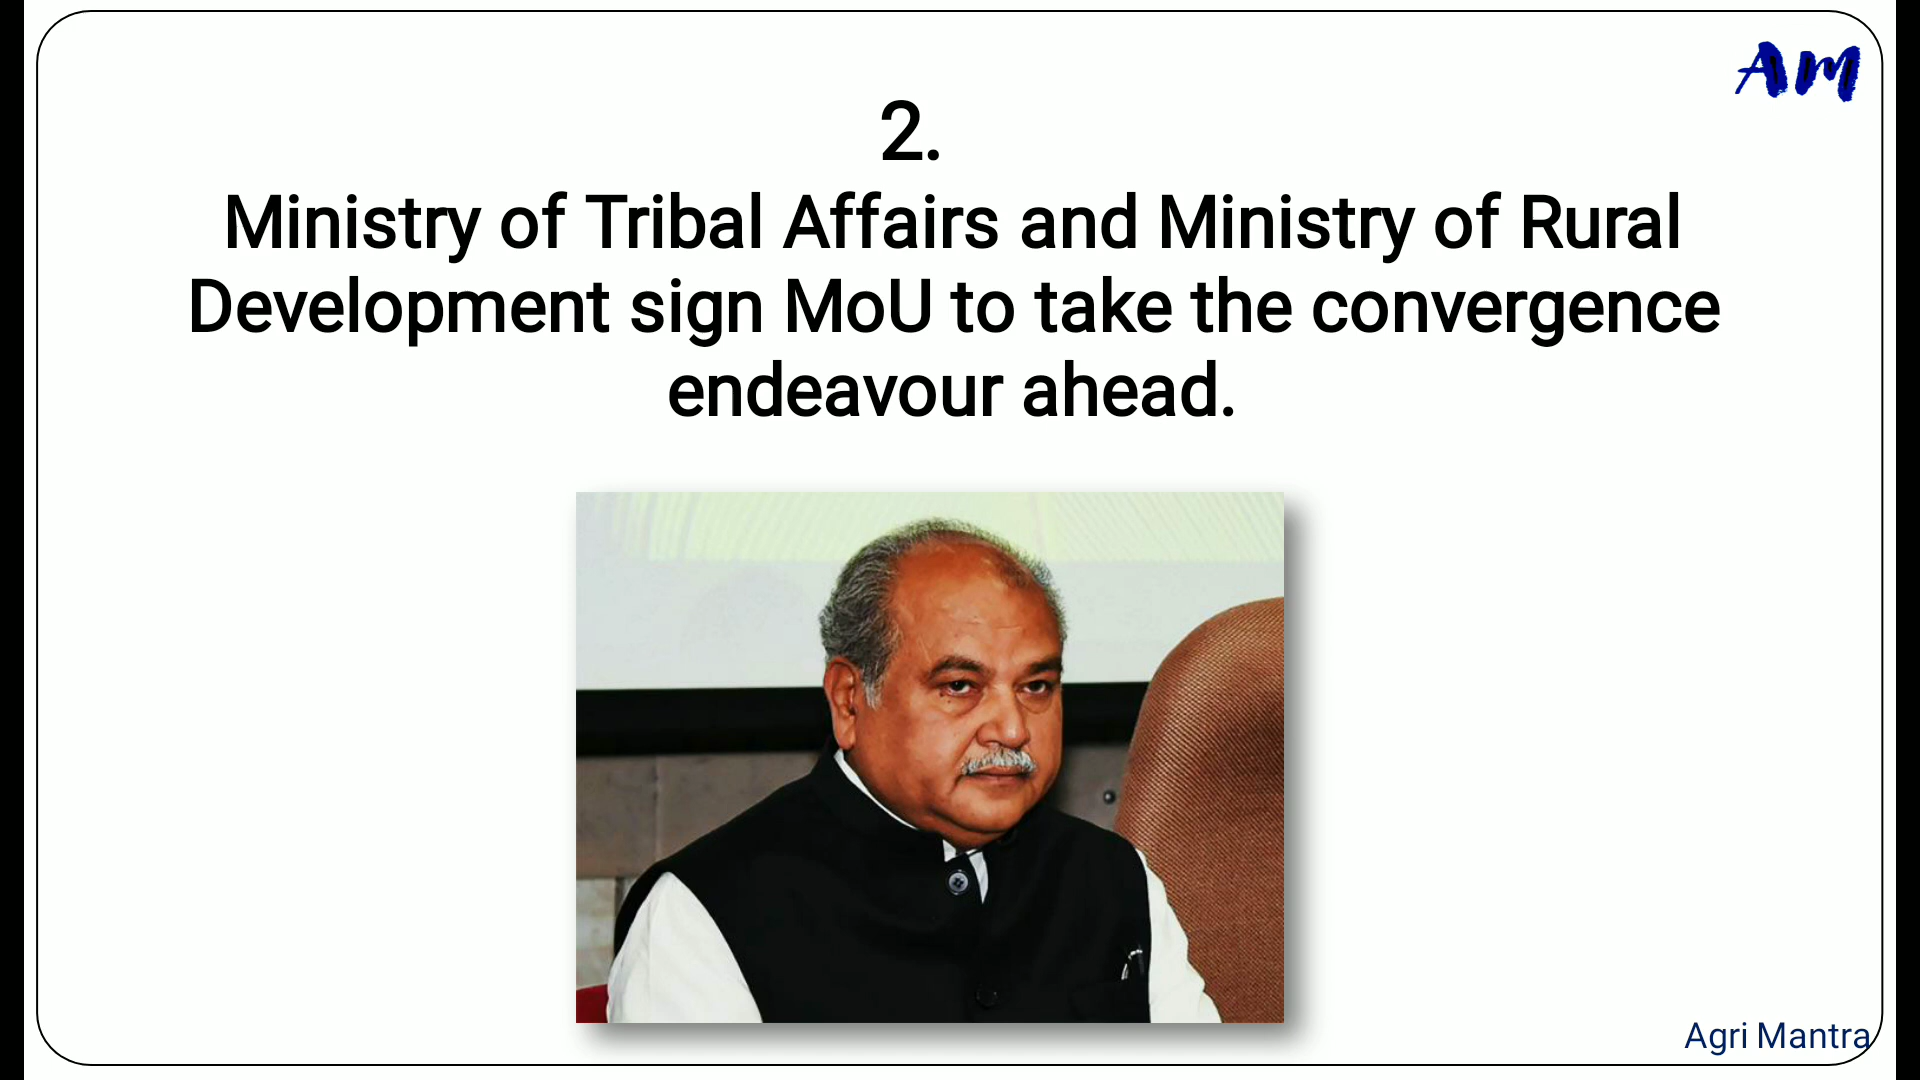 AM
2.
Ministry of Tribal Affairs and Ministry of Rural
Development sign MoU to take the convergence
endeavour ahead.
Agri Mantra